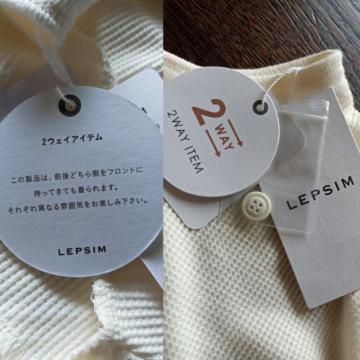 2ウェイアイテム
この製品は、前後どちら側をフロントに
持ってきても着られます。
それぞれ異なる雰囲気をお楽しみ下さい。
LEPSIM
2
WAY
2WAY ITEM
LEPSIM